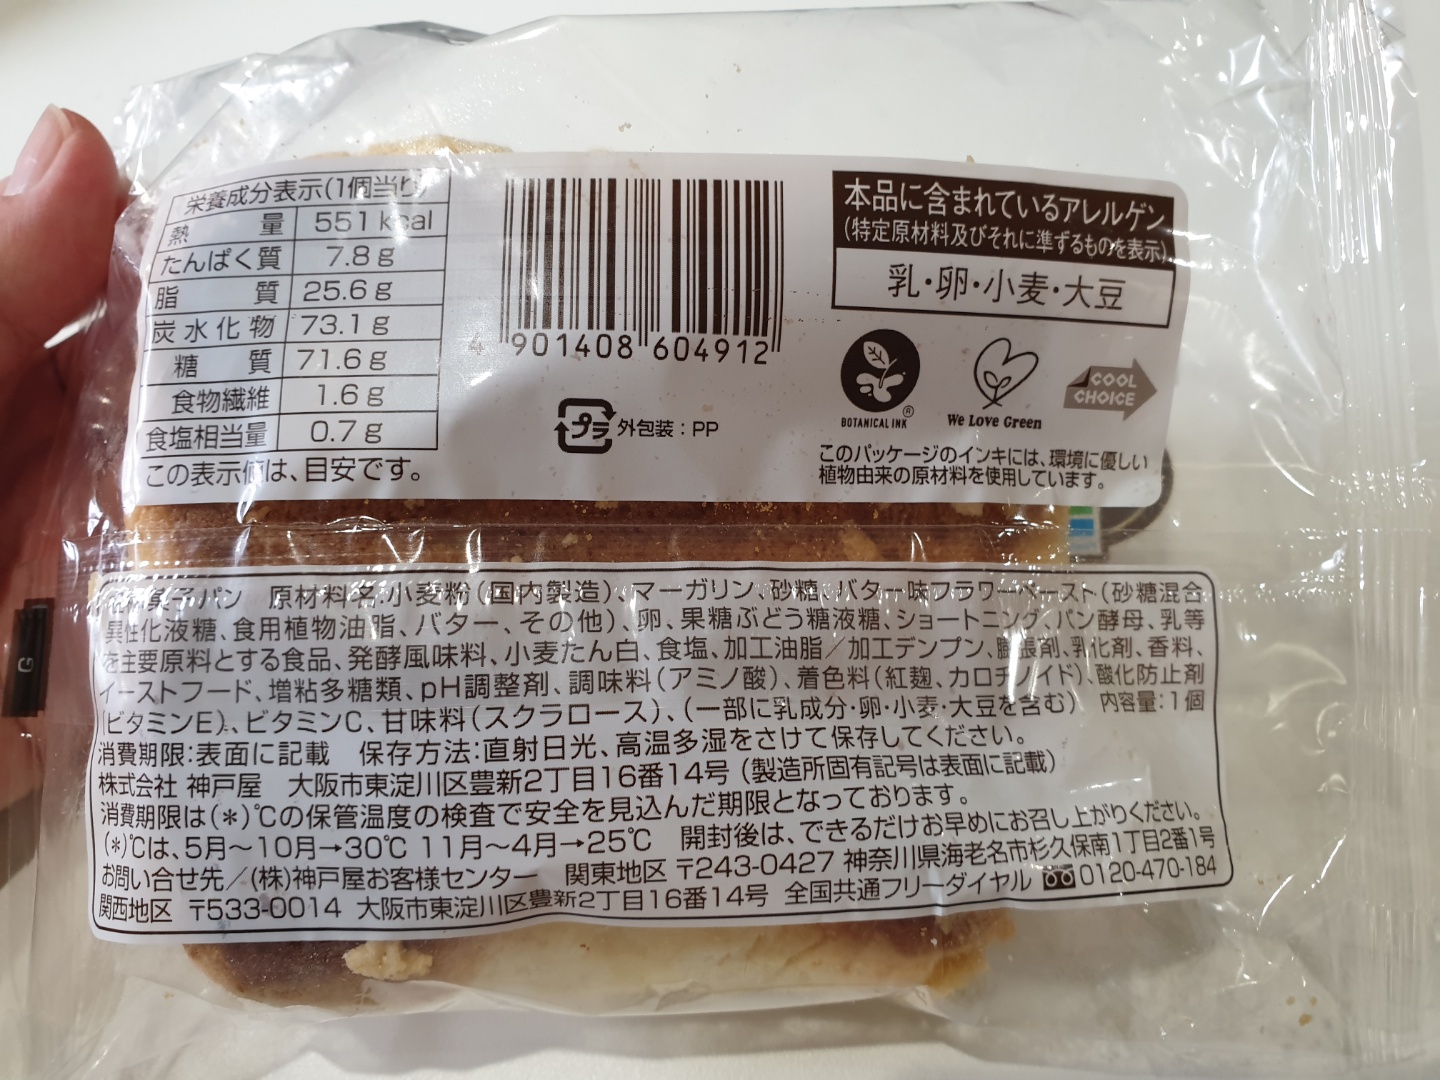 栄養成分表示(1個当り)
熱量 551 kcal
たんぱく質 7.8g
脂質 25.6g
炭水化物 73.1g
糖質 71.6g
食物繊維 1.6g
食塩相当量 0.7g
この表示値は、目安です。
4 901408 604912
プラ 外包装:PP
本品に含まれているアレルゲン
(特定原材料及びそれに準ずるものを表示)
乳・卵・小麦・大豆
BOTANICAL INK ®
We Love Green
COOL
CHOICE
このパッケージのインキには、環境に優しい
植物由来の原材料を使用しています。
菓子パン 原材料名:小麦粉(国内製造)、マーガリン、砂糖、バター味フラワーペースト(砂糖混合
異性化液糖、食用植物油脂、バター、その他)、卵、果糖ぶどう糖液糖、ショートニング、パン酵母、乳等
を主要原料とする食品、発酵風味料、小麦たん白、食塩、加工油脂/加工デンプン、膨張剤、乳化剤、香料、
イーストフード、増粘多糖類、pH調整剤、調味料(アミノ酸)、着色料(紅麹、カロチノイド)、酸化防止剤
(ビタミンE)、ビタミンC、甘味料(スクラロース)、(一部に乳成分・卵・小麦・大豆を含む) 内容量:1個
消費期限:表面に記載 保存方法:直射日光、高温多湿をさけて保存してください。
株式会社 神戸屋 大阪市東淀川区豊新2丁目16番14号(製造所固有記号は表面に記載)
消費期限は(*)℃の保管温度の検査で安全を見込んだ期限となっております。
(*)℃は、5月~10月→30℃ 11月~4月→25℃ 開封後は、できるだけお早めにお召し上がりください。
お問い合せ先/(株)神戸屋お客様センター 関東地区 〒243-0427 神奈川県海老名市杉久保南1丁目2番1号
関西地区 〒533-0014 大阪市東淀川区豊新2丁目16番14号 全国共通フリーダイヤル 0120-470-184
G